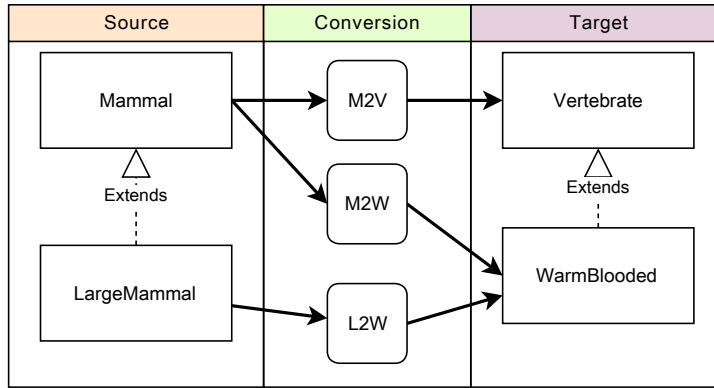 Source
Conversion
Target
Mammal
M2V
Vertebrate
Extends
Extends
M2W
LargeMammal
WarmBlooded
L2W